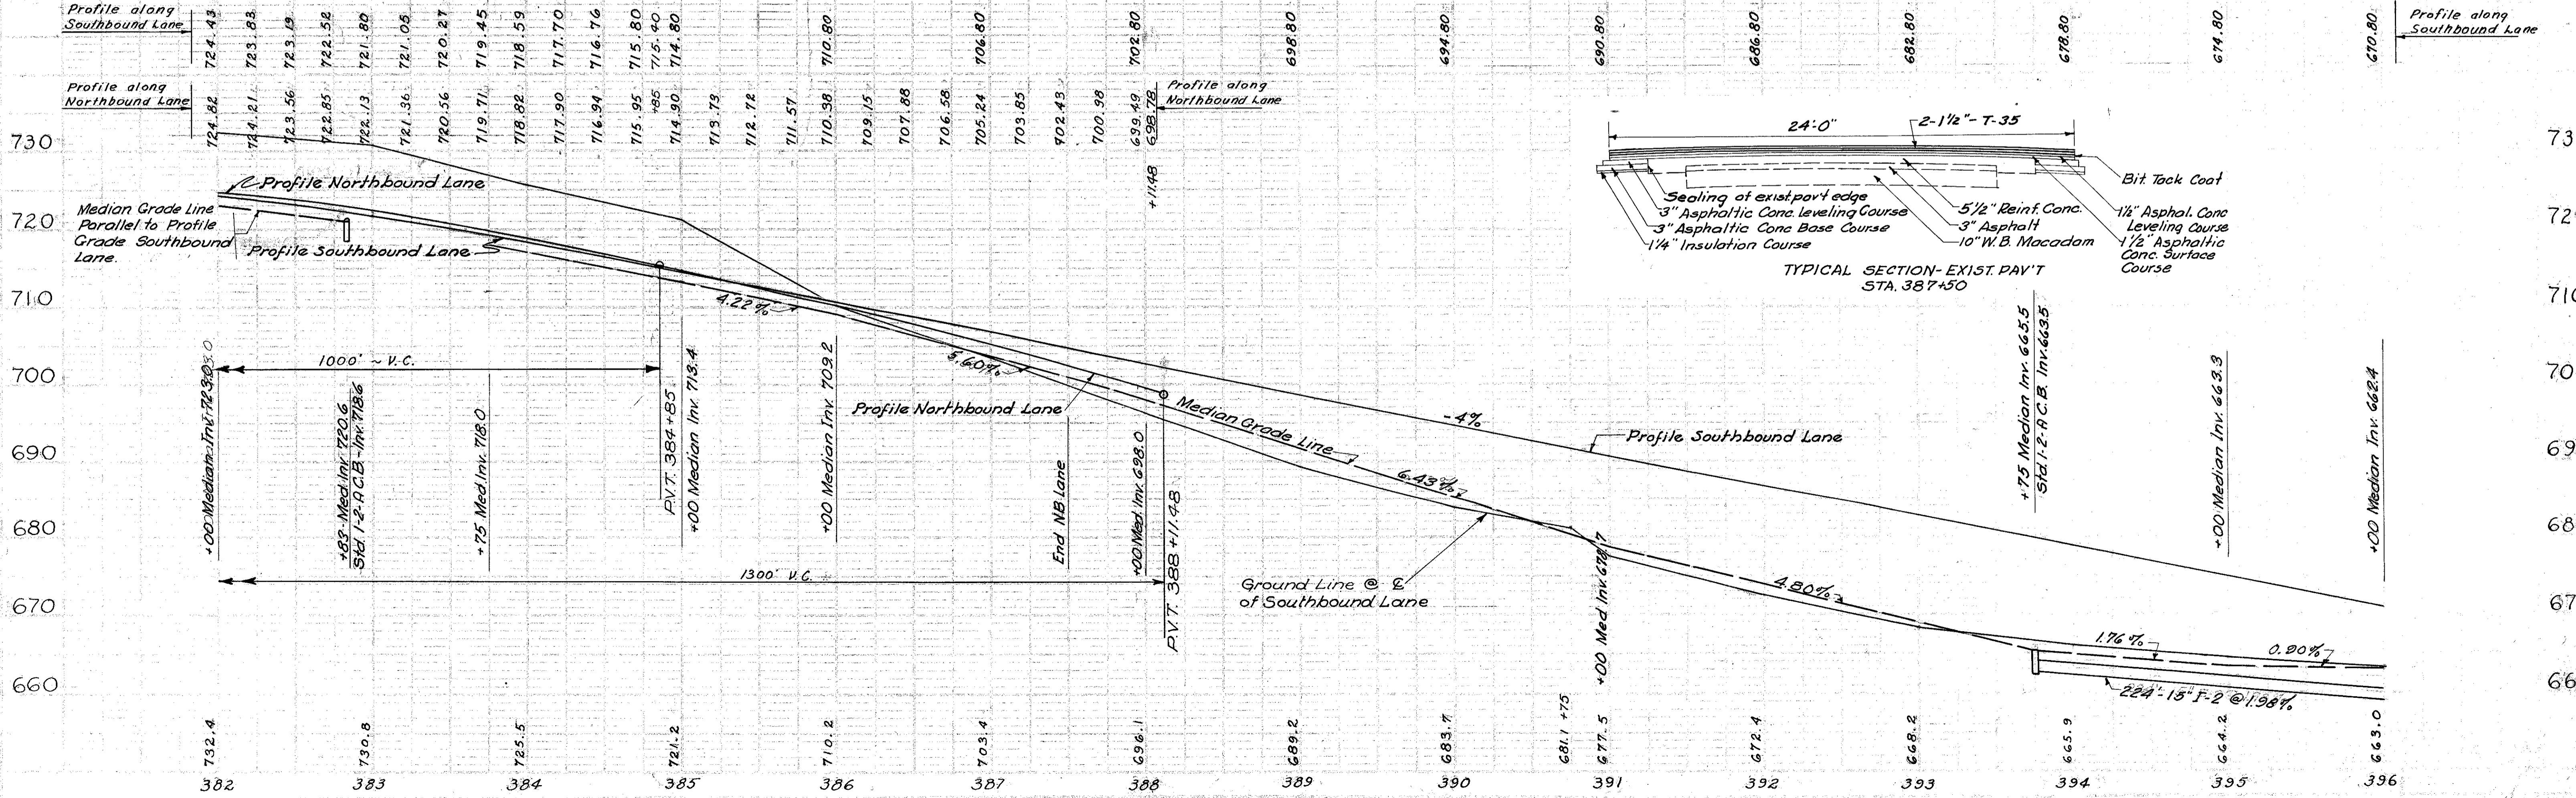 Profile along
Southbound Lane
724.43
723.83
723.19
722.52
721.80
721.05
720.27
719.45
718.59
717.70
716.76
715.80
715.40
714.80
710.80
706.80
702.80
698.80
694.80
690.80
686.80
682.80
678.80
674.80
670.80
Profile along
Southbound Lane
Profile along
Northbound Lane
724.82
724.21
723.56
722.85
722.13
721.36
720.56
719.71
718.82
717.90
716.94
715.95
+85
714.90
713.73
712.72
711.57
710.38
709.15
707.88
706.58
705.24
703.85
702.43
700.98
699.49
698.78
+11.48
Profile along
Northbound Lane
730
720
710
700
690
680
670
660
Profile Northbound Lane
Median Grade Line
Parallel to Profile
Grade Southbound
Lane.
Profile Southbound Lane
24'-0"
2-1½"-T-35
Bit. Tack Coat
Sealing of exist. pav't edge
3" Asphaltic Conc. leveling Course
3" Asphaltic Conc Base Course
1¼" Insulation Course
5½" Reinf. Conc.
3" Asphalt
10" W.B. Macadam
1½" Asphal. Conc
Leveling Course
1½" Asphaltic
Conc. Surface
Course
TYPICAL SECTION-EXIST. PAV'T
STA. 387+50
4.22%
5.60%
1000' ~ V.C.
1300' V.C.
+00 Median Inv. 723.0
+83 Med. Inv. 720.6
Std. 1-2-A C.B.-Inv. 718.6
+75 Med. Inv. 718.0
P.V.T. 384+85
+00 Median Inv. 713.4
+00 Median Inv. 709.2
Profile Northbound Lane
End NB Lane
+00 Med. Inv. 698.0
P.V.T. 388+11.48
Median Grade Line
-4%
Profile Southbound Lane
6.43%
Ground Line @ ℄
of Southbound Lane
+00 Med Inv. 678.7
4.80%
+75 Median Inv. 665.5
Std. 1-2-A C.B. Inv. 663.5
+00 Median Inv. 663.3
+00 Median Inv. 662.4
1.76%
0.90%
224'-15" I-2 @ 1.98%
73
72
710
70
69
68
67
66
732.4
730.8
725.5
721.2
710.2
703.4
696.1
689.2
683.7
681.1 +75
677.5
672.4
668.2
665.9
664.2
663.0
382
383
384
385
386
387
388
389
390
391
392
393
394
395
396